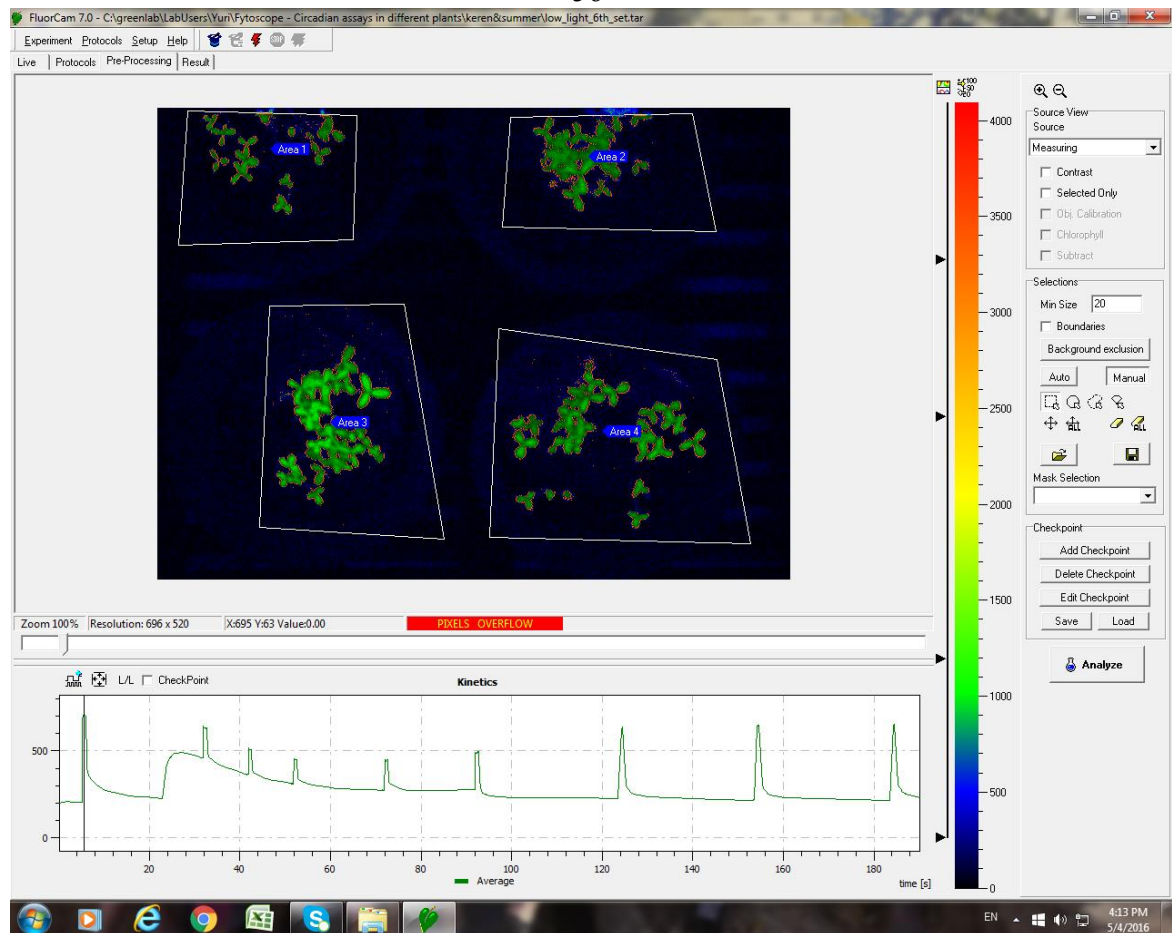 FluorCam 7.0 - C:\greenlab\LabUsers\Yuri\Fytoscope - Circadian assays in different plants\keren&summer\low_light_6th_set.tar
Experiment Protocols Setup Help
Live Protocols Pre-Processing Result
Area 1
Area 2
Area 3
Area 4
100
50
20
4000
3500
3000
2500
2000
1500
1000
500
0
Source View
Source
Measuring
Contrast
Selected Only
Obj. Calibration
Chlorophyll
Subtract
Selections
Min Size 20
Boundaries
Background exclusion
Auto Manual
ALL ALL
Mask Selection
Checkpoint
Add Checkpoint
Delete Checkpoint
Edit Checkpoint
Save Load
Analyze
Zoom 100% Resolution: 696 x 520 X:695 Y:63 Value:0.00 PIXELS OVERFLOW
L/L CheckPoint Kinetics
500
0
20 40 60 80 100 120 140 160 180
Average time [s]
EN 4:13 PM
5/4/2016